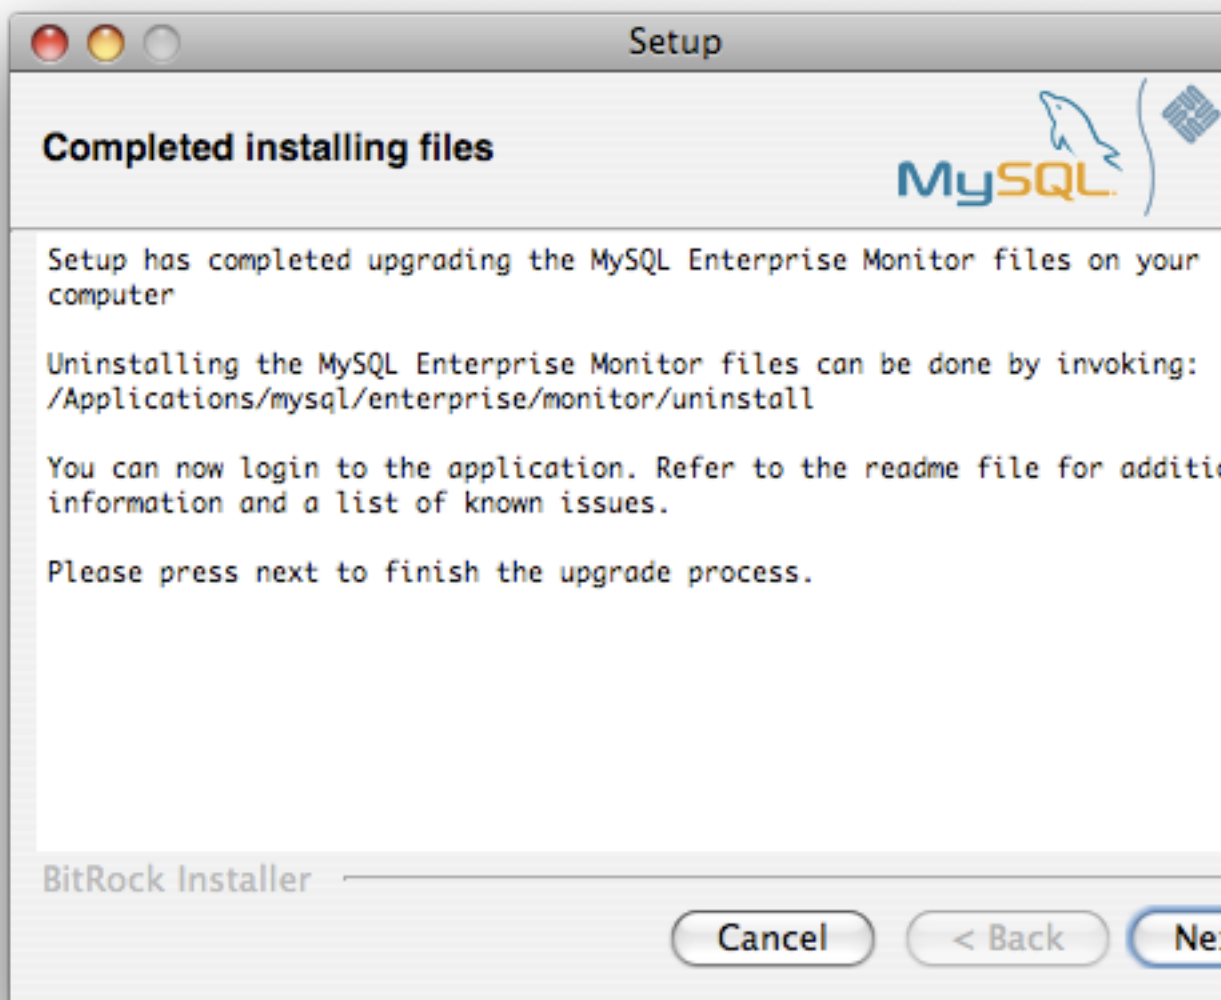 Setup
Completed installing files
MySQL
Setup has completed upgrading the MySQL Enterprise Monitor files on your
computer
Uninstalling the MySQL Enterprise Monitor files can be done by invoking:
/Applications/mysql/enterprise/monitor/uninstall
You can now login to the application. Refer to the readme file for
information and a list of known issues.
Please press next to finish the upgrade process.
BitRock Installer
Cancel
< Back